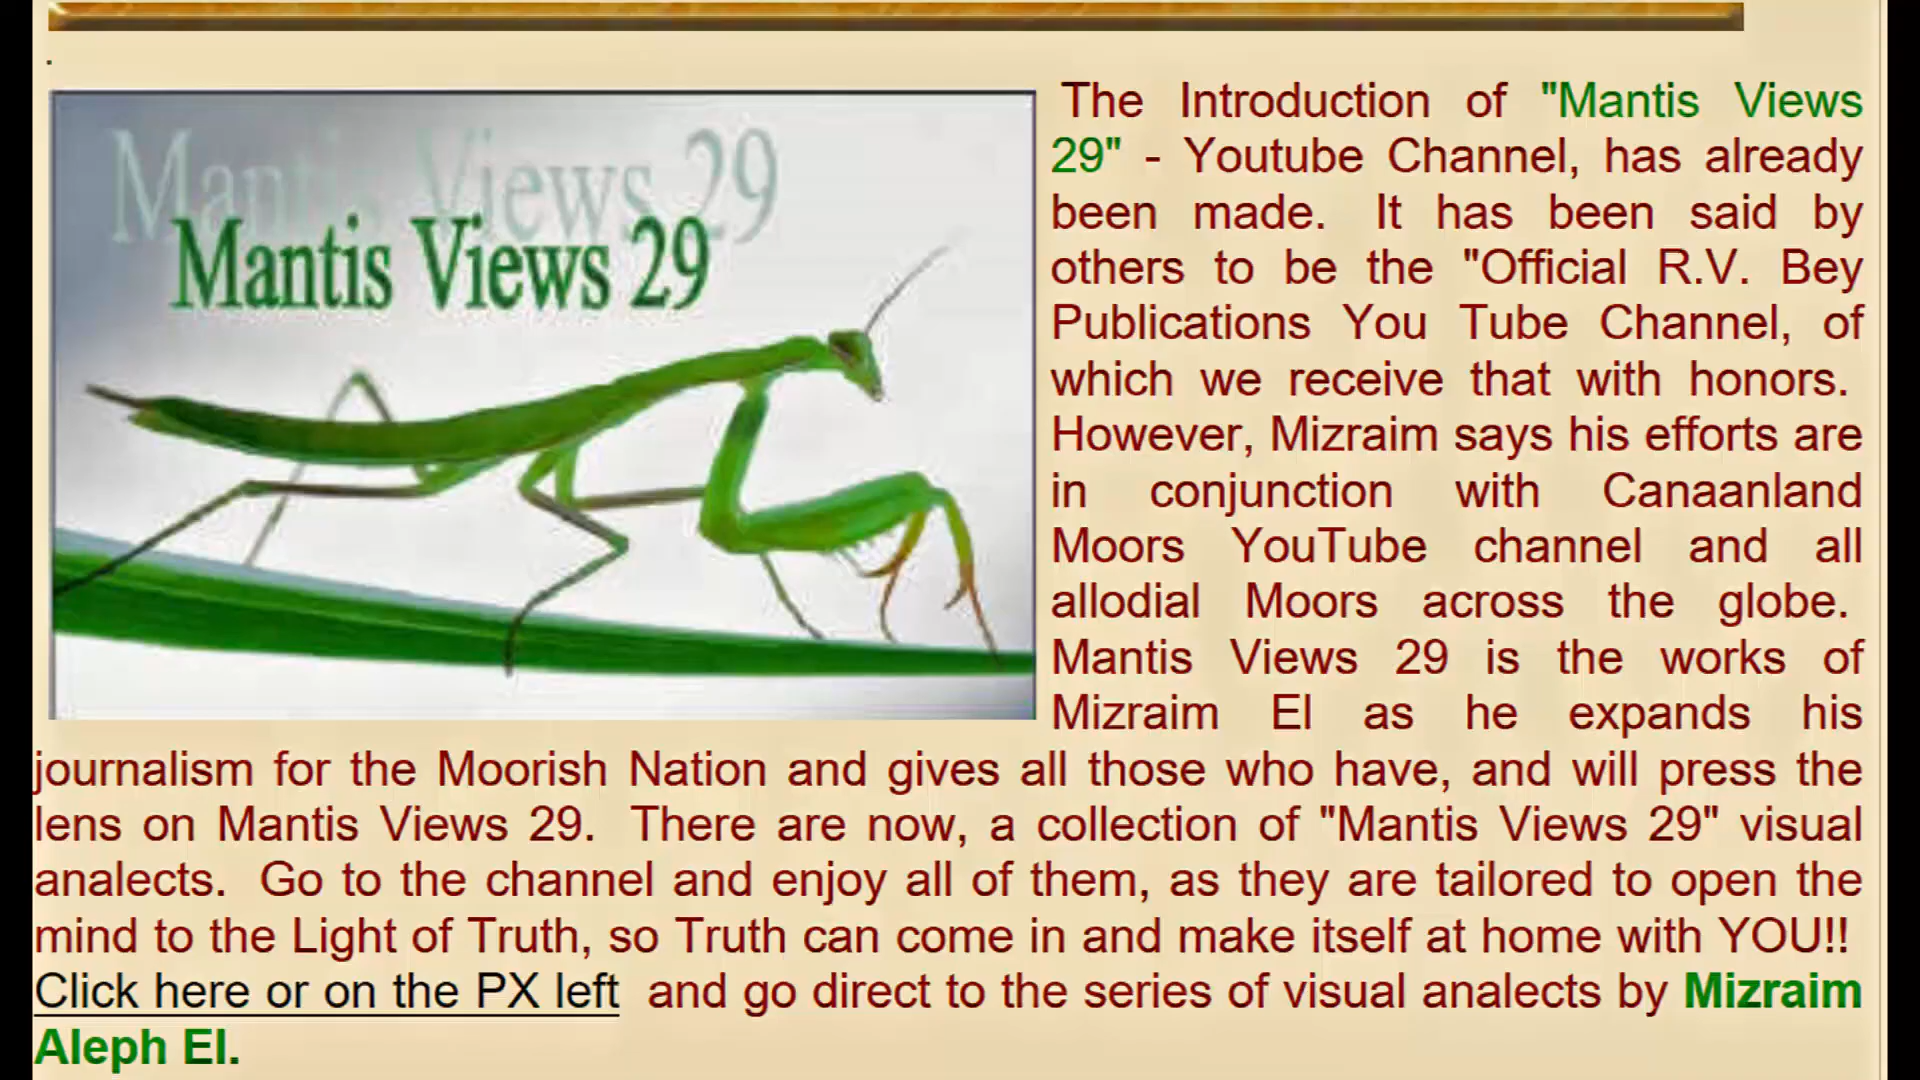 Mantis Views 29
Mantis Views 29
The Introduction of "Mantis Views
29" - Youtube Channel, has already
been made. It has been said by
others to be the "Official R.V. Bey
Publications You Tube Channel, of
which we receive that with honors.
However, Mizraim says his efforts are
in conjunction with Canaanland
Moors YouTube channel and all
allodial Moors across the globe.
Mantis Views 29 is the works of
Mizraim El as he expands his
journalism for the Moorish Nation and gives all those who have, and will press the
lens on Mantis Views 29. There are now, a collection of "Mantis Views 29" visual
analects. Go to the channel and enjoy all of them, as they are tailored to open the
mind to the Light of Truth, so Truth can come in and make itself at home with YOU!!
Click here or on the PX left and go direct to the series of visual analects by Mizraim
Aleph El.